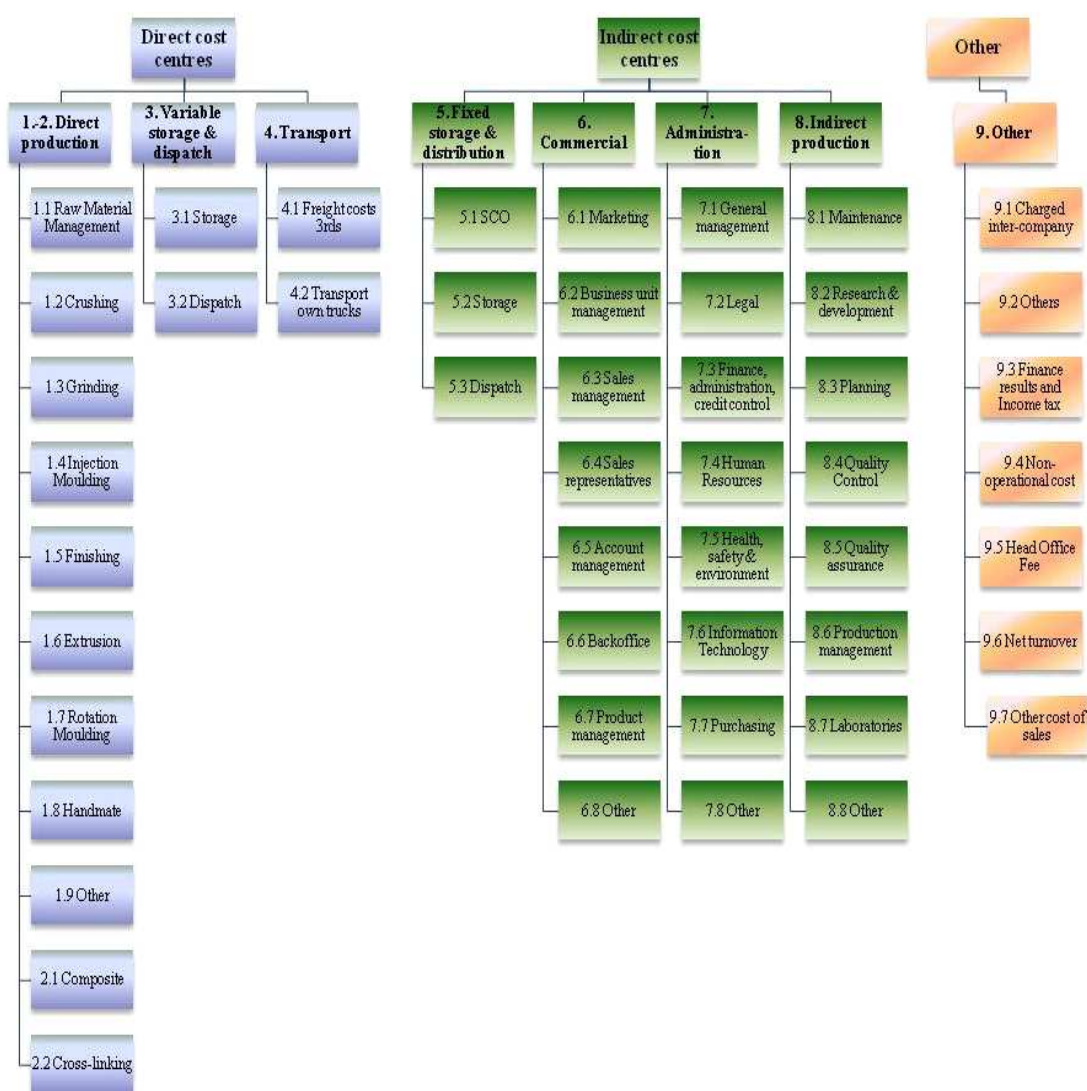 Direct cost
centres
1.-2. Direct
production
3. Variable
storage &
dispatch
4. Transport
1.1 Raw Material
Management
1.2 Crushing
1.3 Grinding
1.4 Injection
Moulding
1.5 Finishing
1.6 Extrusion
1.7 Rotation
Moulding
1.8 Handmate
1.9 Other
2.1 Composite
2.2 Cross-linking
3.1 Storage
3.2 Dispatch
4.1 Freight costs
3rds
4.2 Transport
own trucks
Indirect cost
centres
5. Fixed
storage &
distribution
6.
Commercial
7.
Administra-
tion
8. Indirect
production
5.1 SCO
5.2 Storage
5.3 Dispatch
6.1 Marketing
6.2 Business unit
management
6.3 Sales
management
6.4 Sales
representatives
6.5 Account
management
6.6 Backoffice
6.7 Product
management
6.8 Other
7.1 General
management
7.2 Legal
7.3 Finance,
administration,
credit control
7.4 Human
Resources
7.5 Health,
safety &
environment
7.6 Information
Technology
7.7 Purchasing
7.8 Other
8.1 Maintenance
8.2 Research &
development
8.3 Planning
8.4 Quality
Control
8.5 Quality
assurance
8.6 Production
management
8.7 Laboratories
8.8 Other
Other
9. Other
9.1 Charged
inter-company
9.2 Others
9.3 Finance
results and
Income tax
9.4 Non-
operational cost
9.5 Head Office
Fee
9.6 Net turnover
9.7 Other cost of
sales